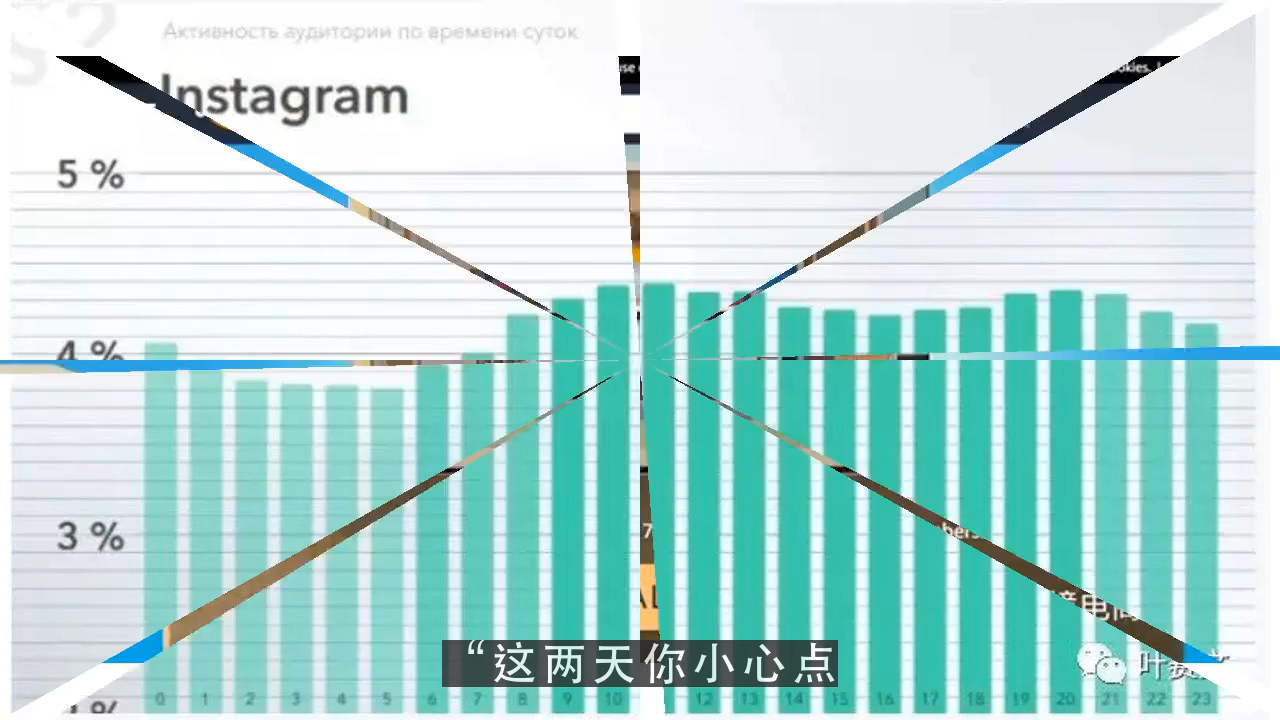 Активность аудитории по времени суток
Instagram
5 %
4 %
3 %
“这两天你小心点
0 1 2 3 4 5 6 7 8 9 10 12 13 14 15 16 17 18 19 20 21 22 23